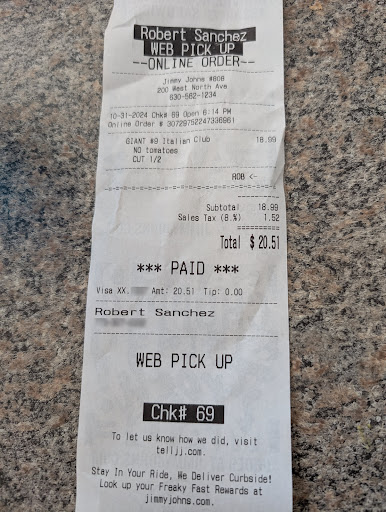 Robert Sanchez
WEB PICK UP
--ONLINE ORDER--
Jimmy Johns #808
200 West North Ave
630-562-1234
10-31-2024 Chk# 69 Open 6:14 PM
Online Order # 30729752247336961
GIANT #9 Italian Club 18.99
NO tomatoes
CUT 1/2
ROB <-
Subtotal 18.99
Sales Tax (8.%) 1.52
Total $20.51
*** PAID ***
Visa XX. Amt: 20.51 Tip: 0.00
Robert Sanchez
WEB PICK UP
Chk# 69
To let us know how we did, visit
telljj.com.
Stay In Your Ride, We Deliver Curbside!
Look up your Freaky Fast Rewards at
jimmyjohns.com.